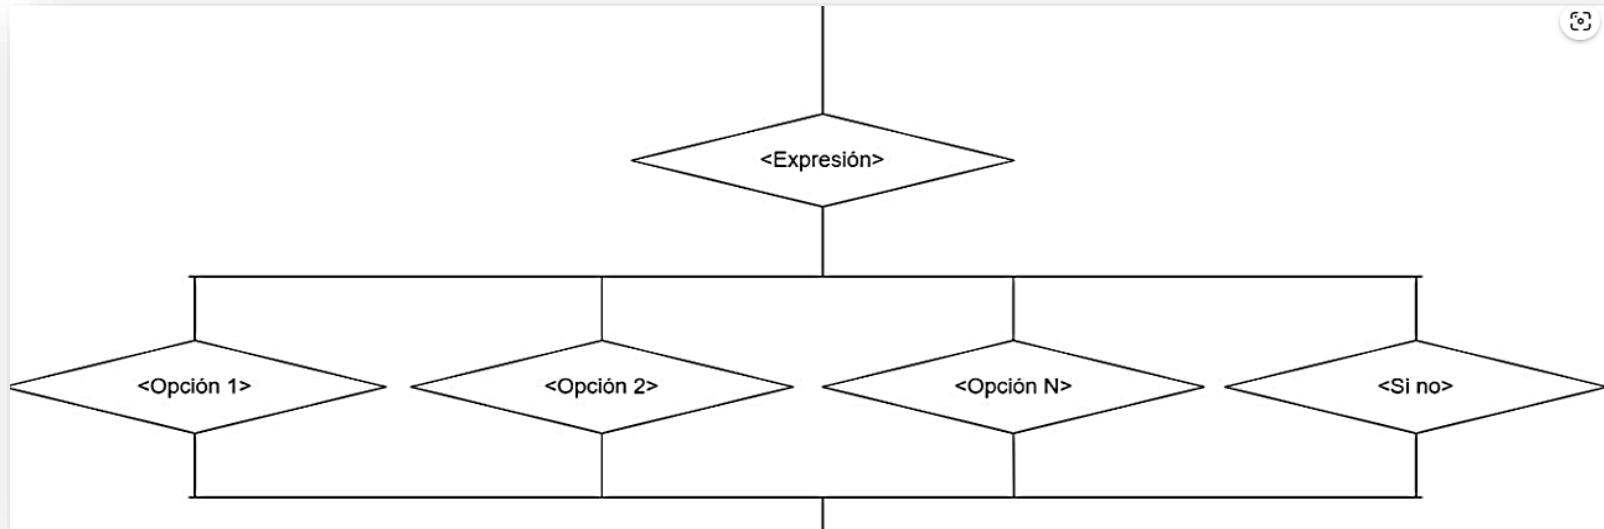 <Expresión>
<Opción 1>
<Opción 2>
<Opción N>
<Si no>